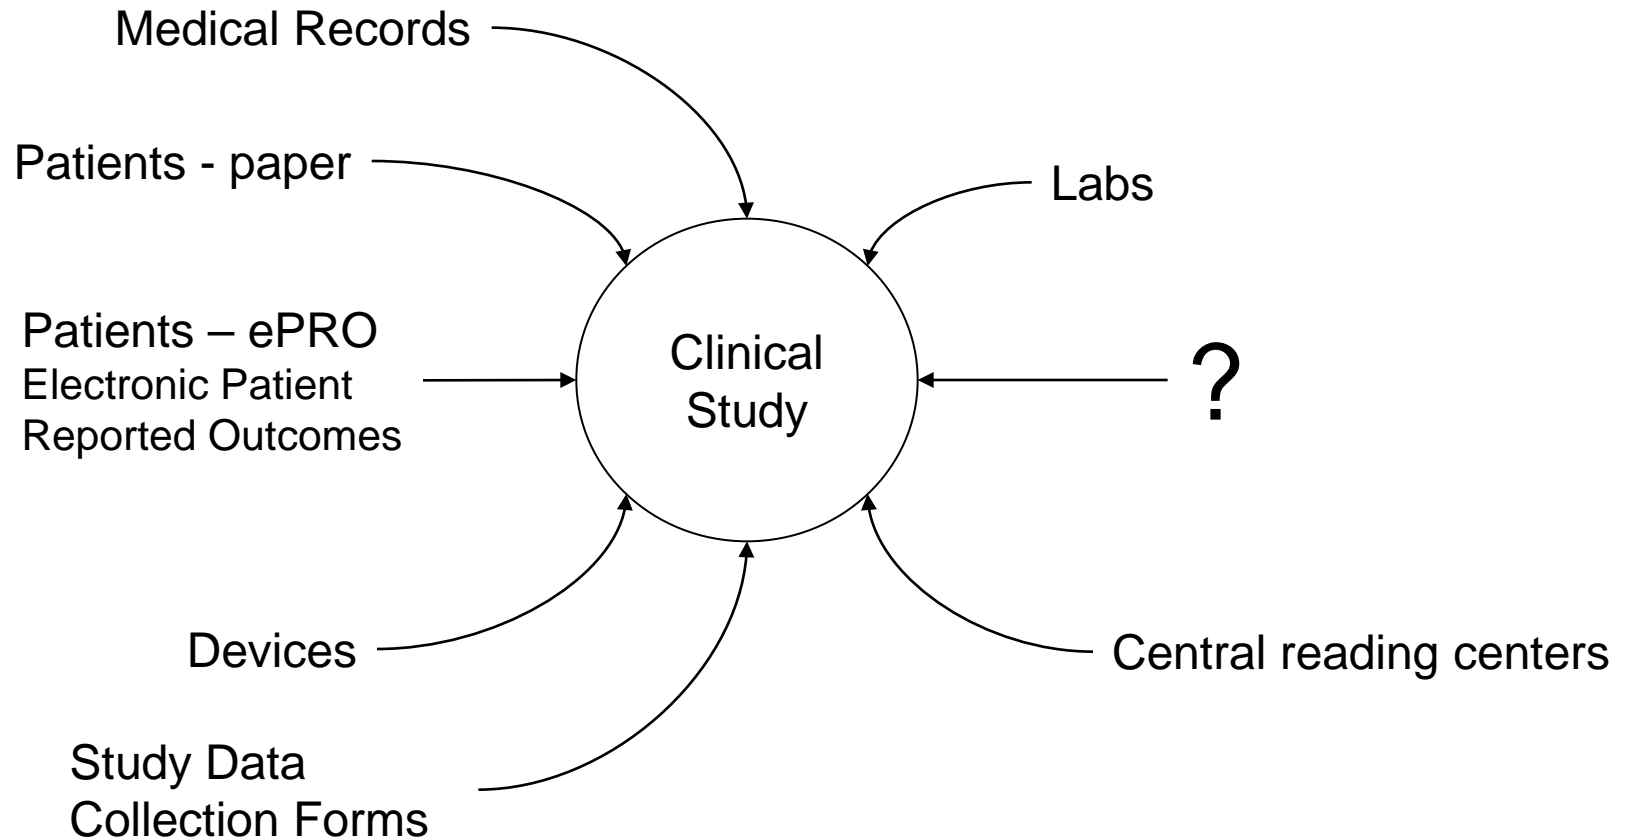 Medical Records
Patients - paper
Labs
Patients – ePRO
Electronic Patient
Reported Outcomes
Clinical
Study
?
Devices
Central reading centers
Study Data
Collection Forms